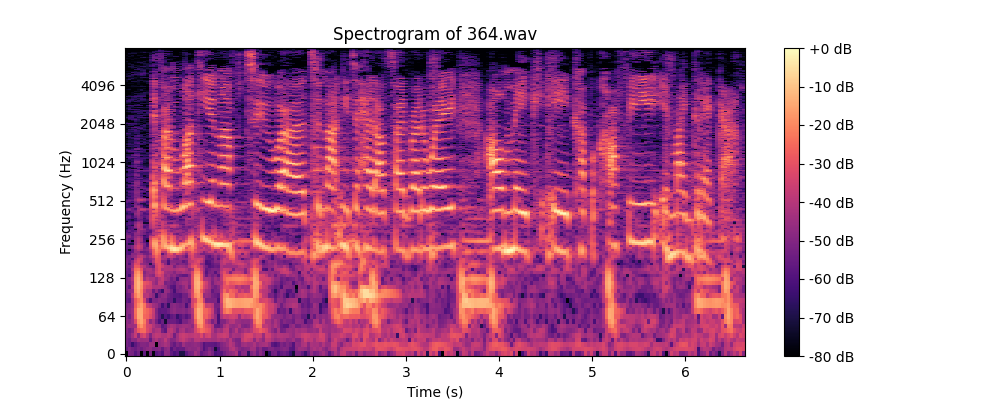 Spectrogram of 364.wav
Frequency (Hz)
4096
2048
1024
512
256
128
64
0
0 1 2 3 4 5 6
Time (s)
+0 dB
-10 dB
-20 dB
-30 dB
-40 dB
-50 dB
-60 dB
-70 dB
-80 dB